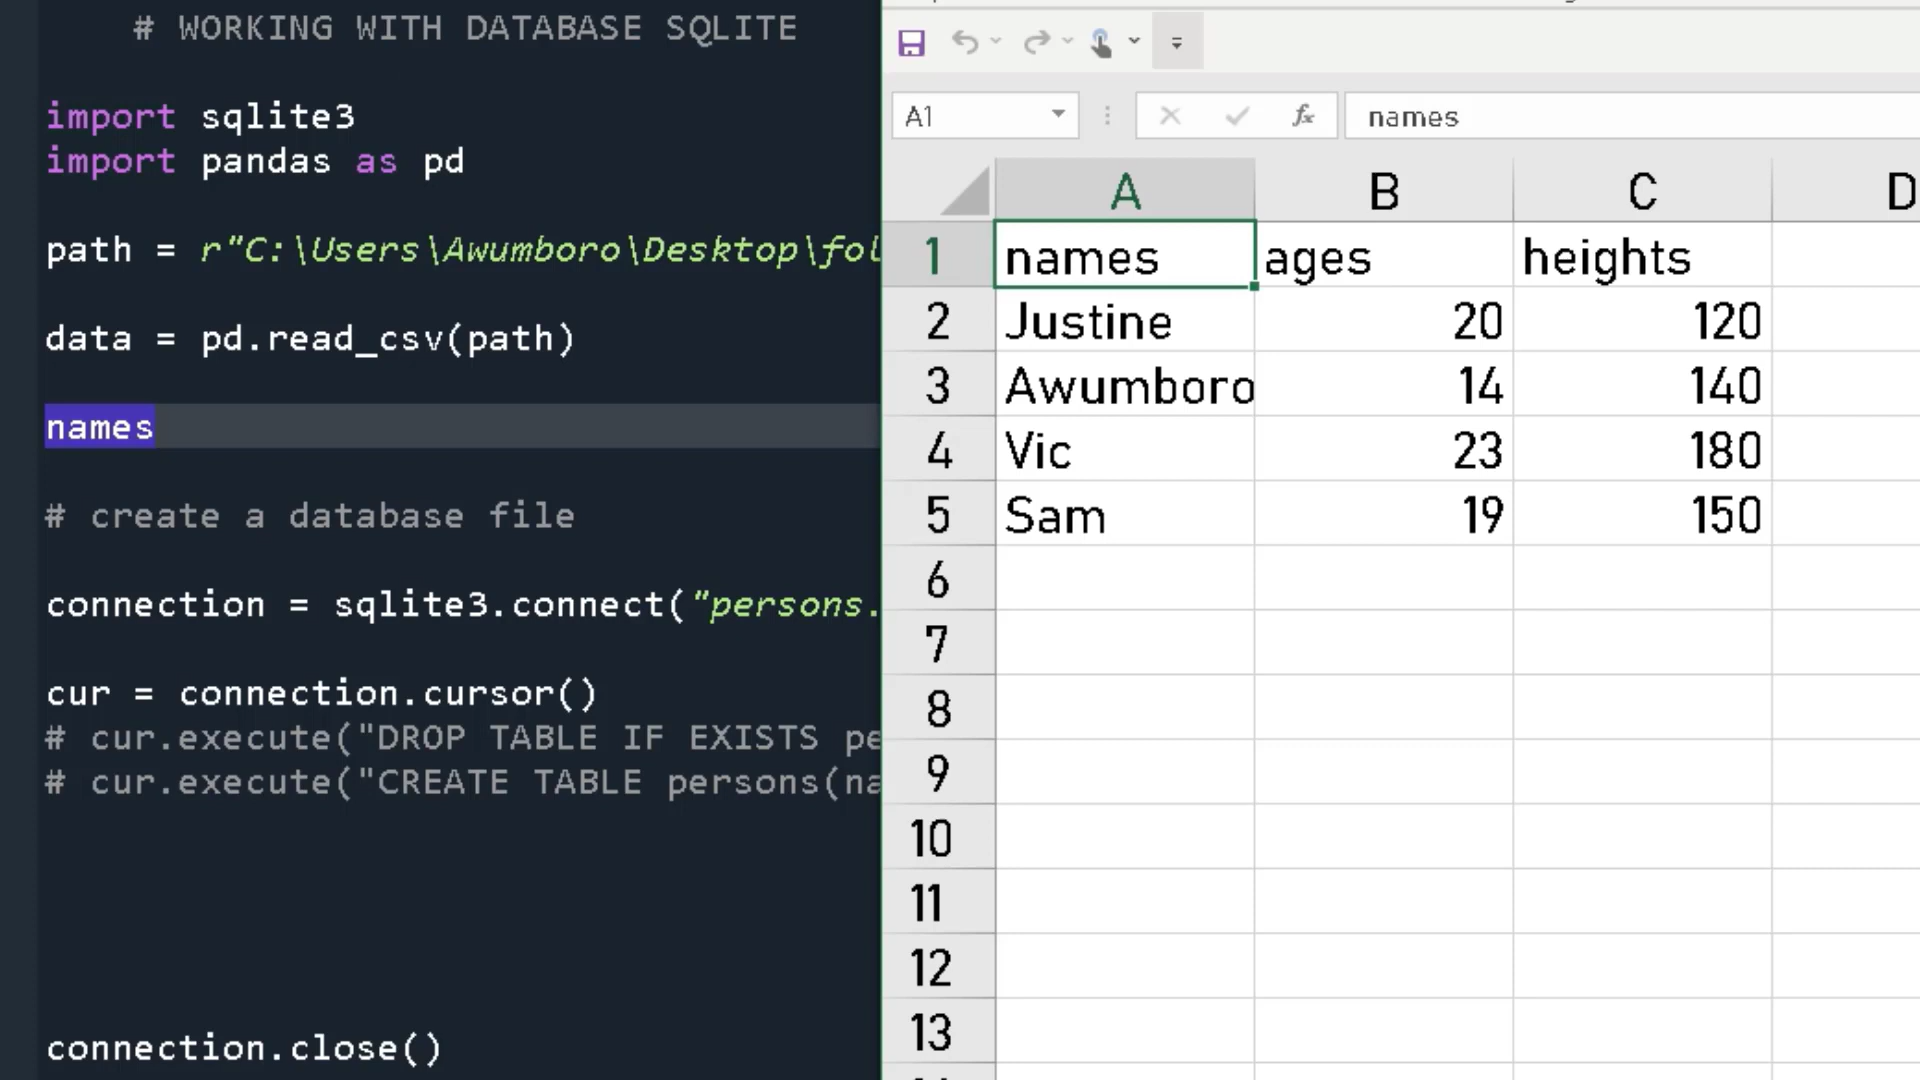 # WORKING WITH DATABASE SQLITE
import sqlite3
import pandas as pd
path = r"C:\Users\Awumboro\Desktop\fol
data = pd.read_csv(path)
names
# create a database file
connection = sqlite3.connect("persons.
cur = connection.cursor()
# cur.execute("DROP TABLE IF EXISTS pe
# cur.execute("CREATE TABLE persons(na
connection.close()
A1 fx names
A B C D
1 names ages heights
2 Justine 20 120
3 Awumboro 14 140
4 Vic 23 180
5 Sam 19 150
6
7
8
9
10
11
12
13